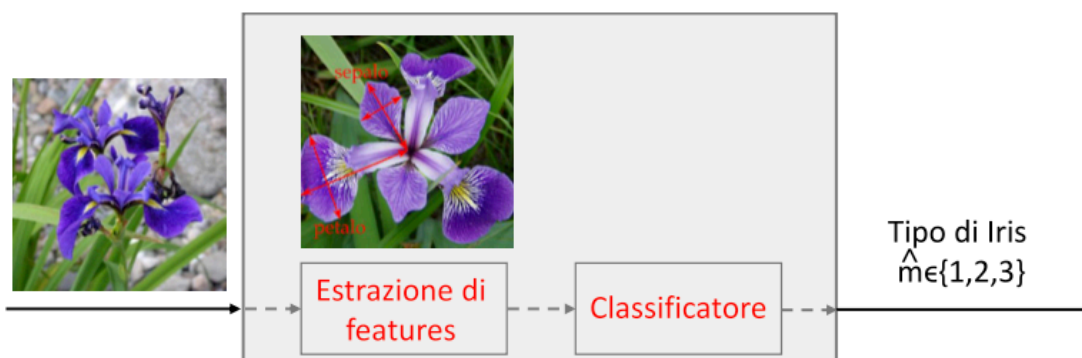 sepalo
petalo
Estrazione di
features
Classificatore
Tipo di Iris
m̂ϵ{1,2,3}